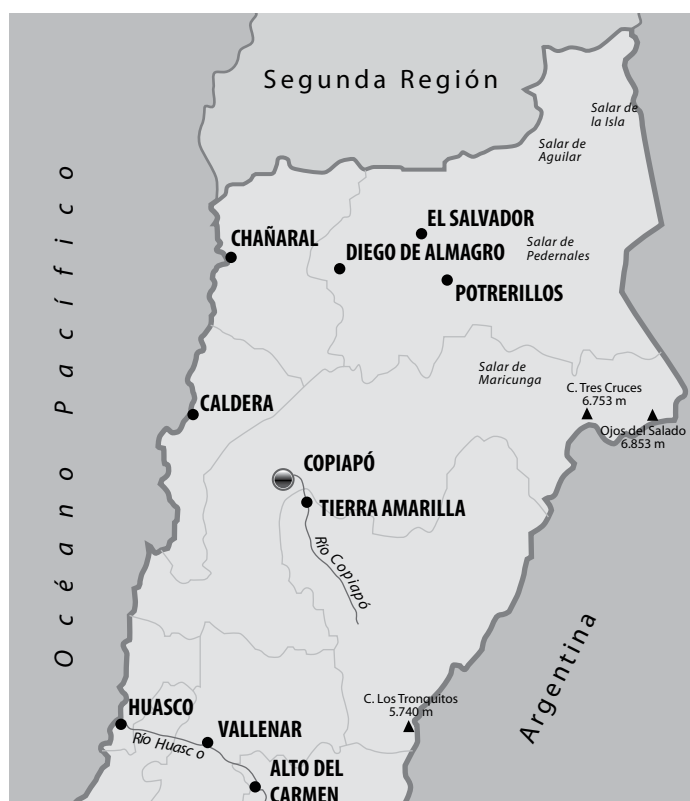 Segunda Región
Salar de
la Isla
Salar de
Aguilar
EL SALVADOR
CHAÑARAL
DIEGO DE ALMAGRO
Salar de
Pedernales
POTRERILLOS
Océano Pacífico
Salar de
Maricunga
C. Tres Cruces
6.753 m
CALDERA
Ojos del Salado
6.853 m
COPIAPÓ
TIERRA AMARILLA
Río Copiapó
Argentina
C. Los Tronquitos
5.740 m
HUASCO
VALLENAR
Río Huasco
ALTO DEL
CARMEN